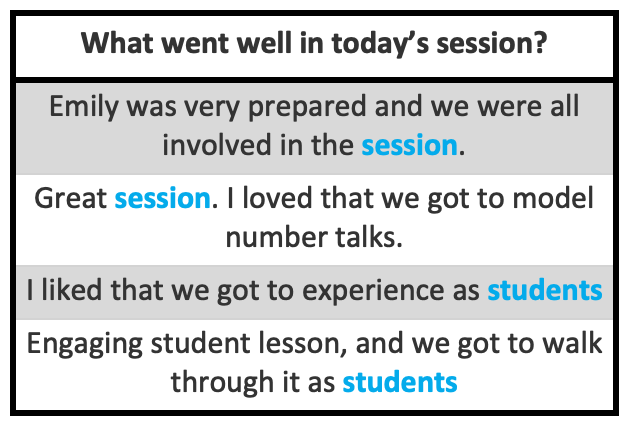 What went well in today’s session?
Emily was very prepared and we were all
involved in the session.
Great session. I loved that we got to model
number talks.
I liked that we got to experience as students
Engaging student lesson, and we got to walk
through it as students